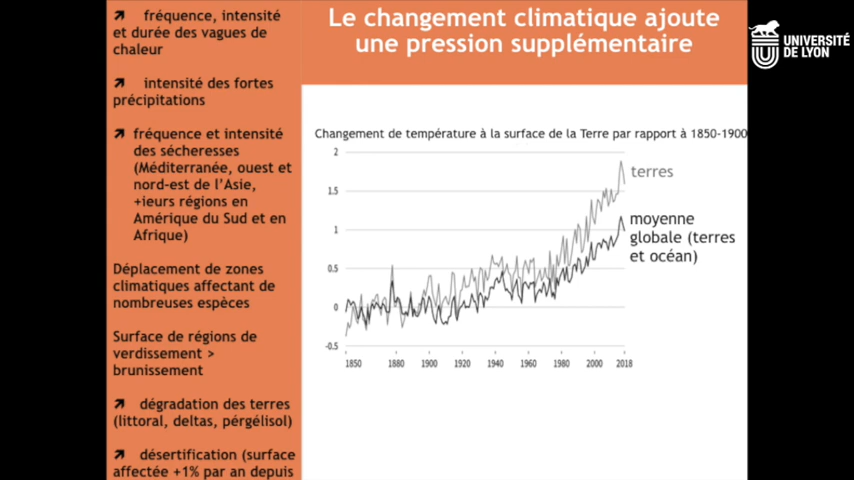 ↗ fréquence, intensité
et durée des vagues de
chaleur
↗ intensité des fortes
précipitations
↗ fréquence et intensité
des sécheresses
(Méditerranée, ouest et
nord-est de l'Asie,
+ieurs régions en
Amérique du Sud et en
Afrique)
Déplacement de zones
climatiques affectant de
nombreuses espèces
Surface de régions de
verdissement >
brunissement
↗ dégradation des terres
(littoral, deltas, pérgélisol)
↗ désertification (surface
affectée +1% par an depuis
Le changement climatique ajoute
une pression supplémentaire
Changement de température à la surface de la Terre par rapport à 1850-1900
2
1.5
1
0.5
0
-0.5
1850 1880 1900 1920 1940 1960 1980 2000 2018
terres
moyenne
globale (terres
et océan)
UNIVERSITÉ
DE LYON